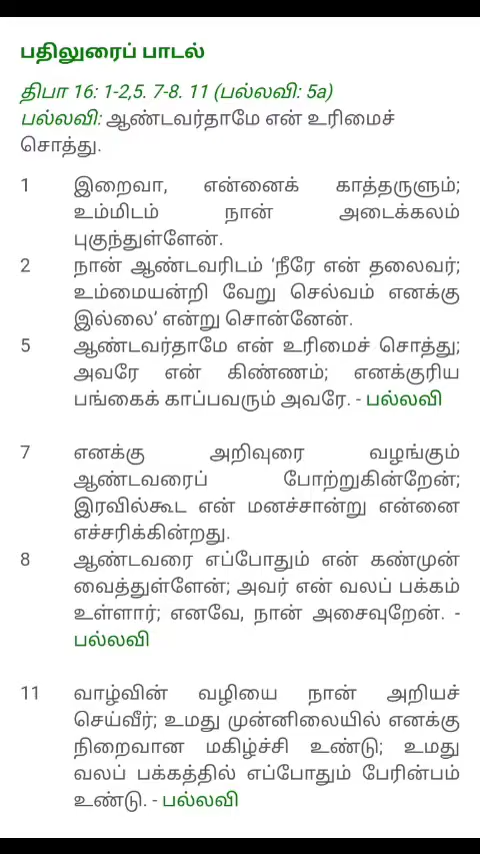 பதிலுரைப் பாடல்
திபா 16: 1-2,5. 7-8. 11 (பல்லவி: 5a)
பல்லவி: ஆண்டவர்தாமே என் உரிமைச்
சொத்து.
1 இறைவா, என்னைக் காத்தருளும்;
உம்மிடம் நான் அடைக்கலம்
புகுந்துள்ளேன்.
2 நான் ஆண்டவரிடம் ‘நீரே என் தலைவர்;
உம்மையன்றி வேறு செல்வம் எனக்கு
இல்லை’ என்று சொன்னேன்.
5 ஆண்டவர்தாமே என் உரிமைச் சொத்து;
அவரே என் கிண்ணம்; எனக்குரிய
பங்கைக் காப்பவரும் அவரே. - பல்லவி
7 எனக்கு அறிவுரை வழங்கும்
ஆண்டவரைப் போற்றுகின்றேன்;
இரவில்கூட என் மனச்சான்று என்னை
எச்சரிக்கின்றது.
8 ஆண்டவரை எப்போதும் என் கண்முன்
வைத்துள்ளேன்; அவர் என் வலப் பக்கம்
உள்ளார்; எனவே, நான் அசைவுறேன். -
பல்லவி
11 வாழ்வின் வழியை நான் அறியச்
செய்வீர்; உமது முன்னிலையில் எனக்கு
நிறைவான மகிழ்ச்சி உண்டு; உமது
வலப் பக்கத்தில் எப்போதும் பேரின்பம்
உண்டு. - பல்லவி